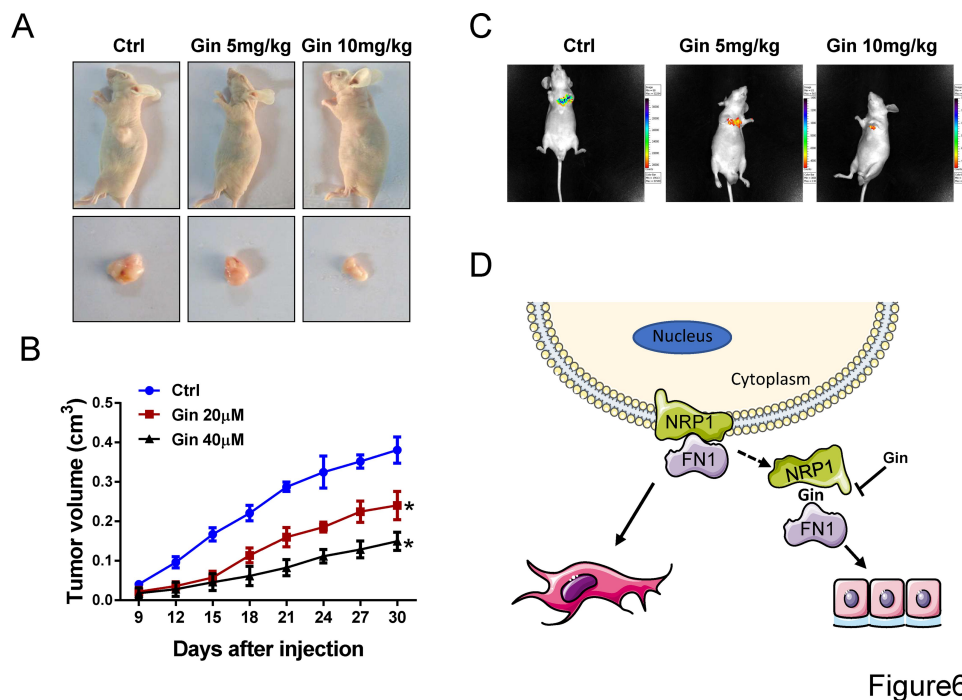 A
Ctrl
Gin 5mg/kg
Gin 10mg/kg
B
Ctrl
Gin 20μM
Gin 40μM
Tumor volume (cm³)
0.5
0.4
0.3
0.2
0.1
0.0
*
*
9 12 15 18 21 24 27 30
Days after injection
C
Ctrl
Gin 5mg/kg
Gin 10mg/kg
D
Nucleus
Cytoplasm
NRP1
FN1
NRP1
Gin
Gin
FN1
Figure6